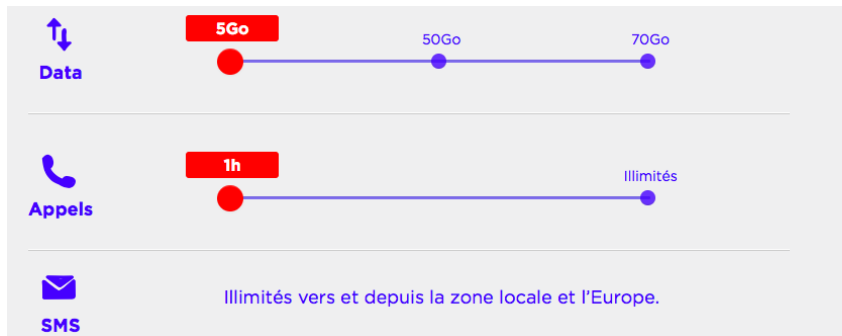 5Go
50Go
70Go
Data
1h
Illimités
Appels
Illimités vers et depuis la zone locale et l'Europe.
SMS